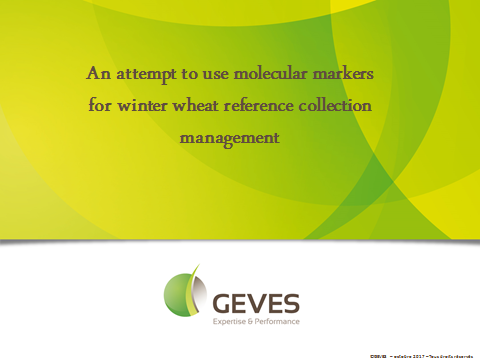 An attempt to use molecular markers
for winter wheat reference collection
management
GEVES
Expertise & Performance